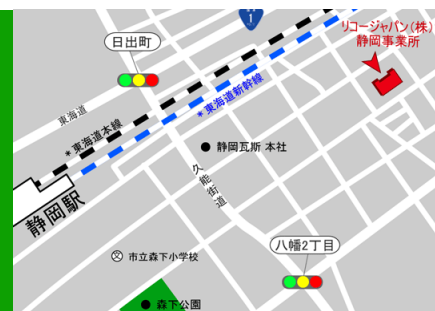 1
リコージャパン(株)
静岡事業所
日出町
東海道
*東海道本線
*東海道新幹線
静岡瓦斯 本社
久能街道
静岡駅
八幡2丁目
文 市立森下小学校
森下公園